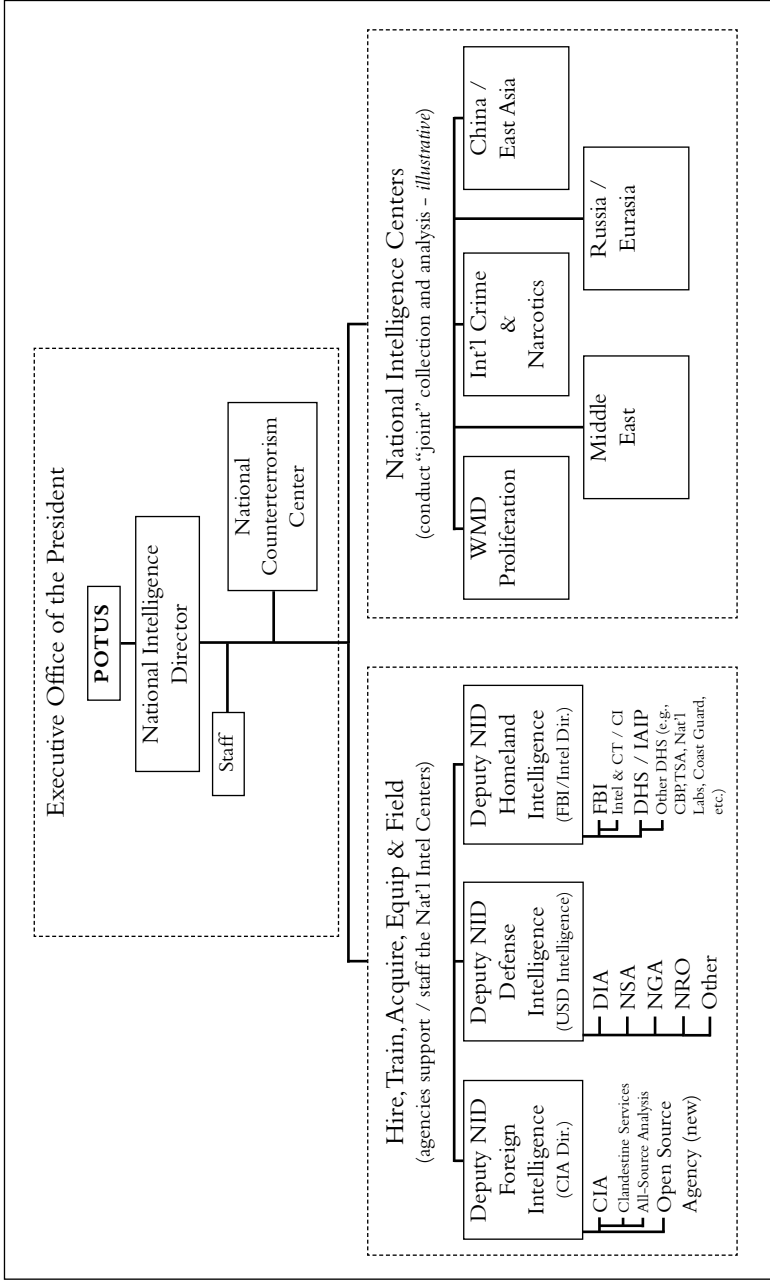 Executive Office of the President
POTUS
National Intelligence
Director
Staff
National
Counterterrorism
Center
Hire, Train, Acquire, Equip & Field
(agencies support / staff the Nat'l Intel Centers)
Deputy NID
Foreign
Intelligence
(CIA Dir.)
CIA
Clandestine Services
All-Source Analysis
Open Source
Agency (new)
Deputy NID
Defense
Intelligence
(USD Intelligence)
DIA
NSA
NGA
NRO
Other
Deputy NID
Homeland
Intelligence
(FBI/Intel Dir.)
FBI
Intel & CT / CI
DHS / IAIP
Other DHS (e.g.,
CBP, TSA, Nat'l
Labs, Coast Guard,
etc.)
National Intelligence Centers
(conduct “joint” collection and analysis – illustrative)
WMD
Proliferation
Middle
East
Int'l Crime
&
Narcotics
Russia /
Eurasia
China /
East Asia